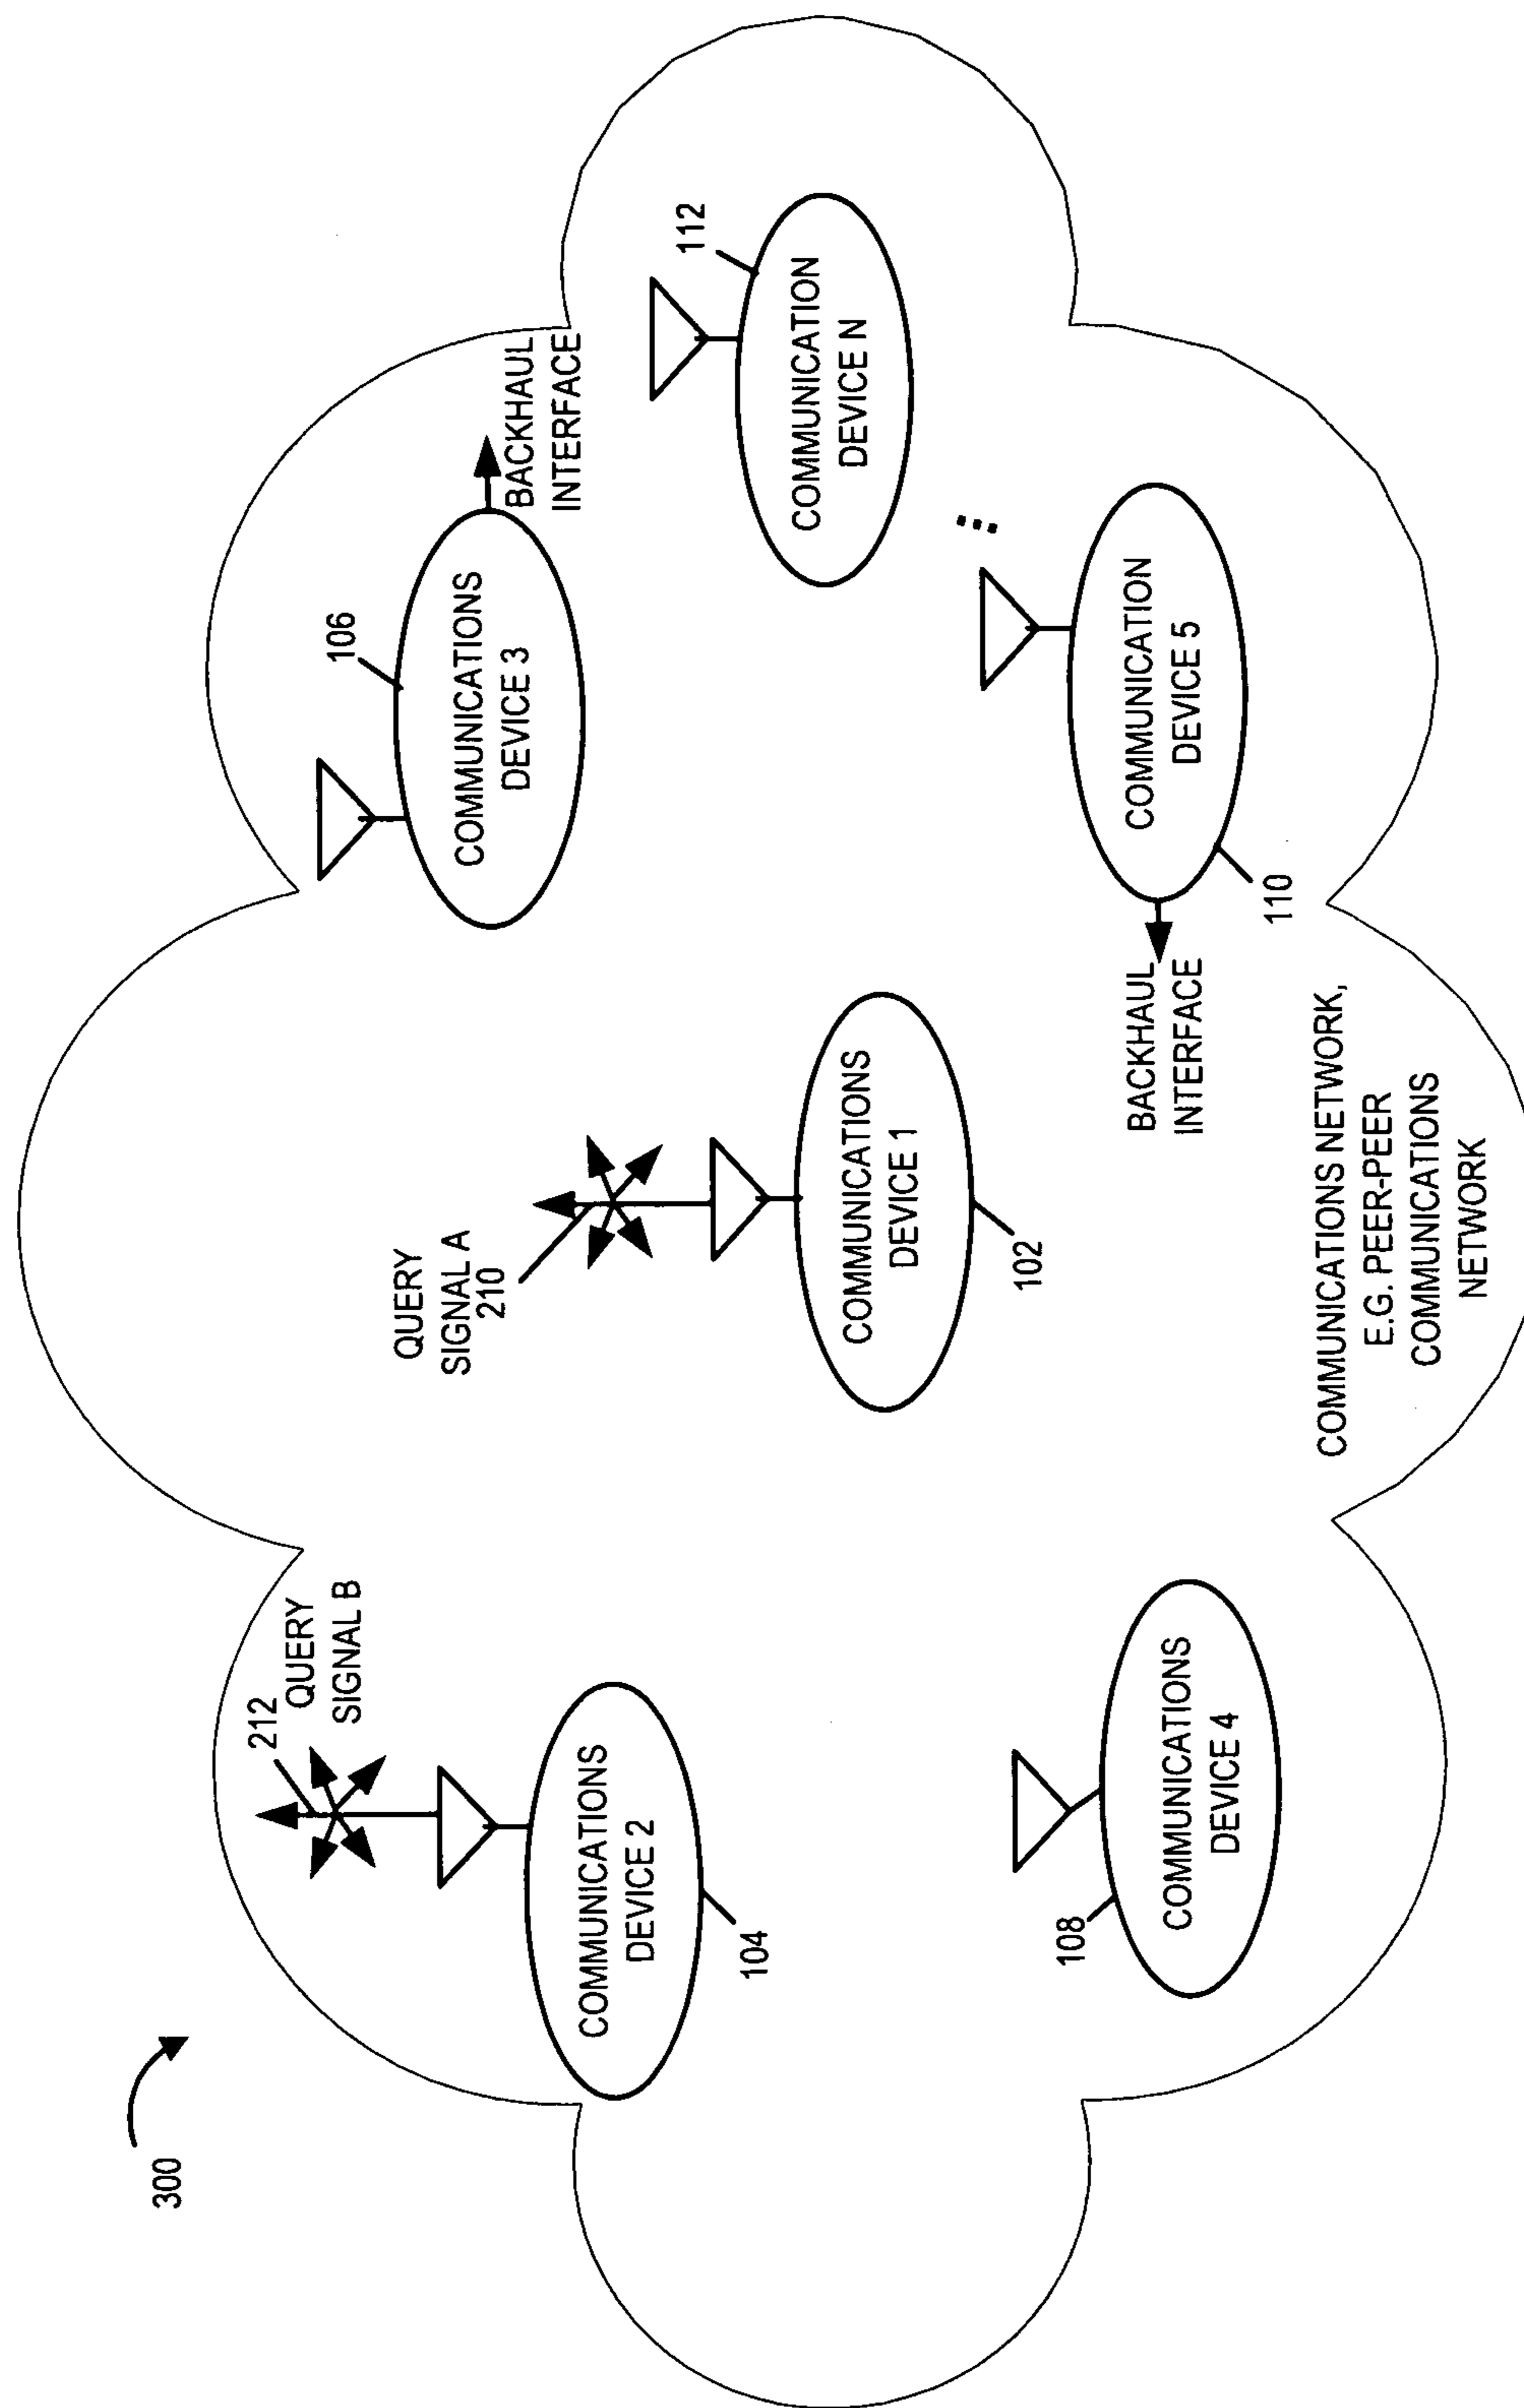 300
212
QUERY
SIGNAL B
COMMUNICATIONS
DEVICE 2
104
QUERY
SIGNAL A
210
COMMUNICATIONS
DEVICE 1
102
106
COMMUNICATIONS
DEVICE 3
BACKHAUL
INTERFACE
112
COMMUNICATION
DEVICE N
108
COMMUNICATIONS
DEVICE 4
BACKHAUL
INTERFACE
COMMUNICATION
DEVICE 5
110
COMMUNICATIONS NETWORK,
E.G. PEER-PEER
COMMUNICATIONS
NETWORK